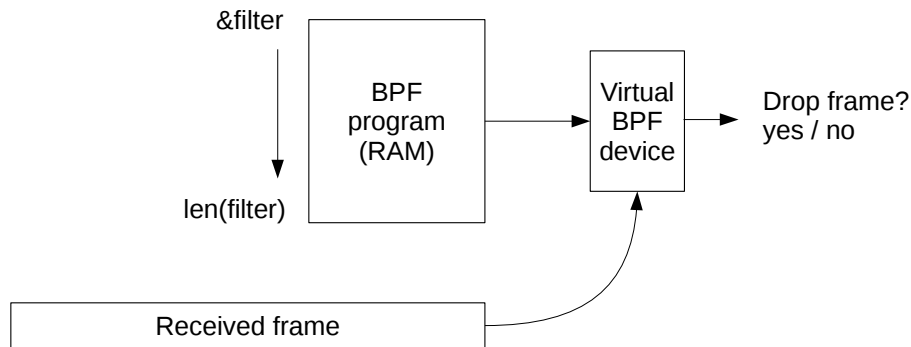 &filter
len(filter)
BPF
program
(RAM)
Virtual
BPF
device
Drop frame?
yes / no
Received frame